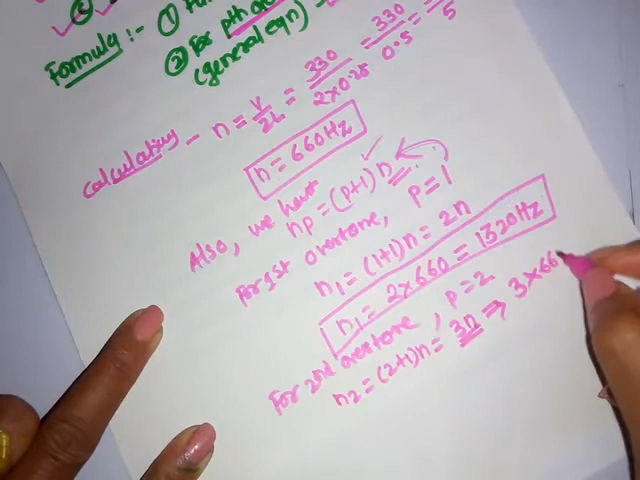 Formula :- ①
② For pth
(general eqn)
Calculating - n = V/2L = 330/2×0.25 = 330/0.5 =
n = 660Hz
Also, we have
np = (p+1)n
For 1st overtone, p=1
n1 = (1+1)n = 2n
n1 = 2×660 = 1320Hz
For 2nd overtone, p=2
n2 = (2+1)n = 3n ⇒ 3×66